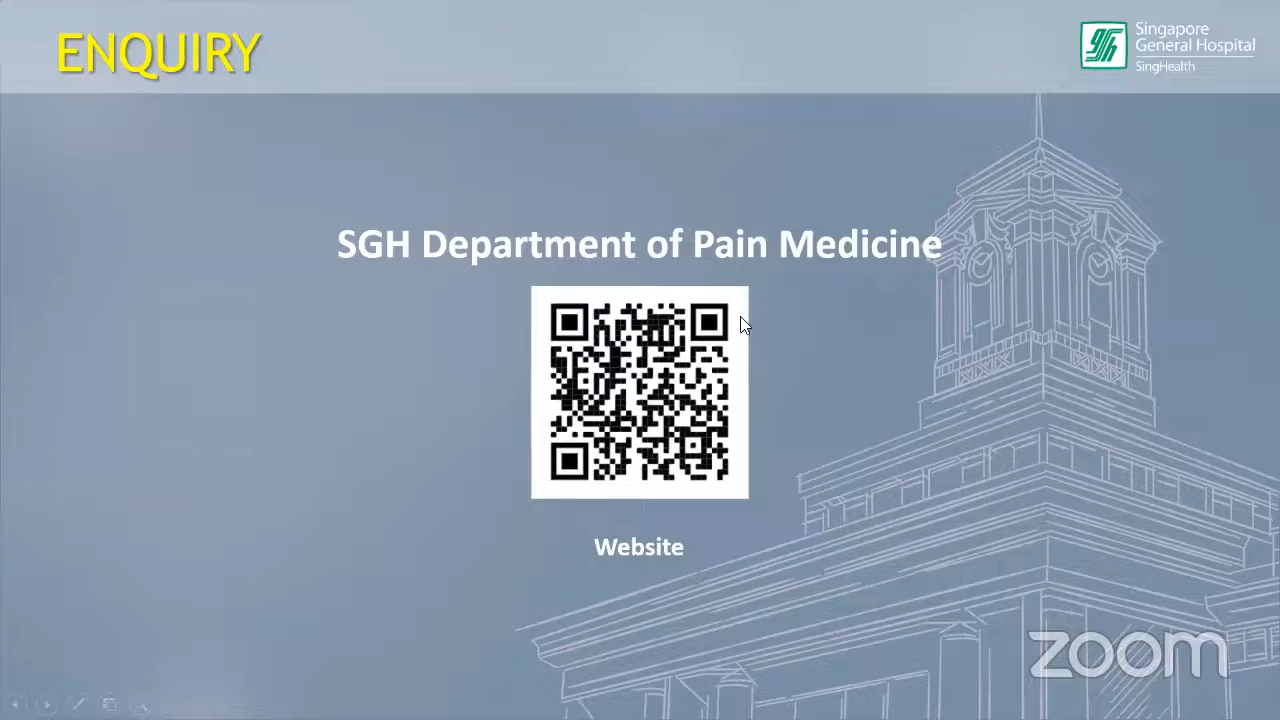 ENQUIRY
Singapore
General Hospital
SingHealth
SGH Department of Pain Medicine
Website
zoom